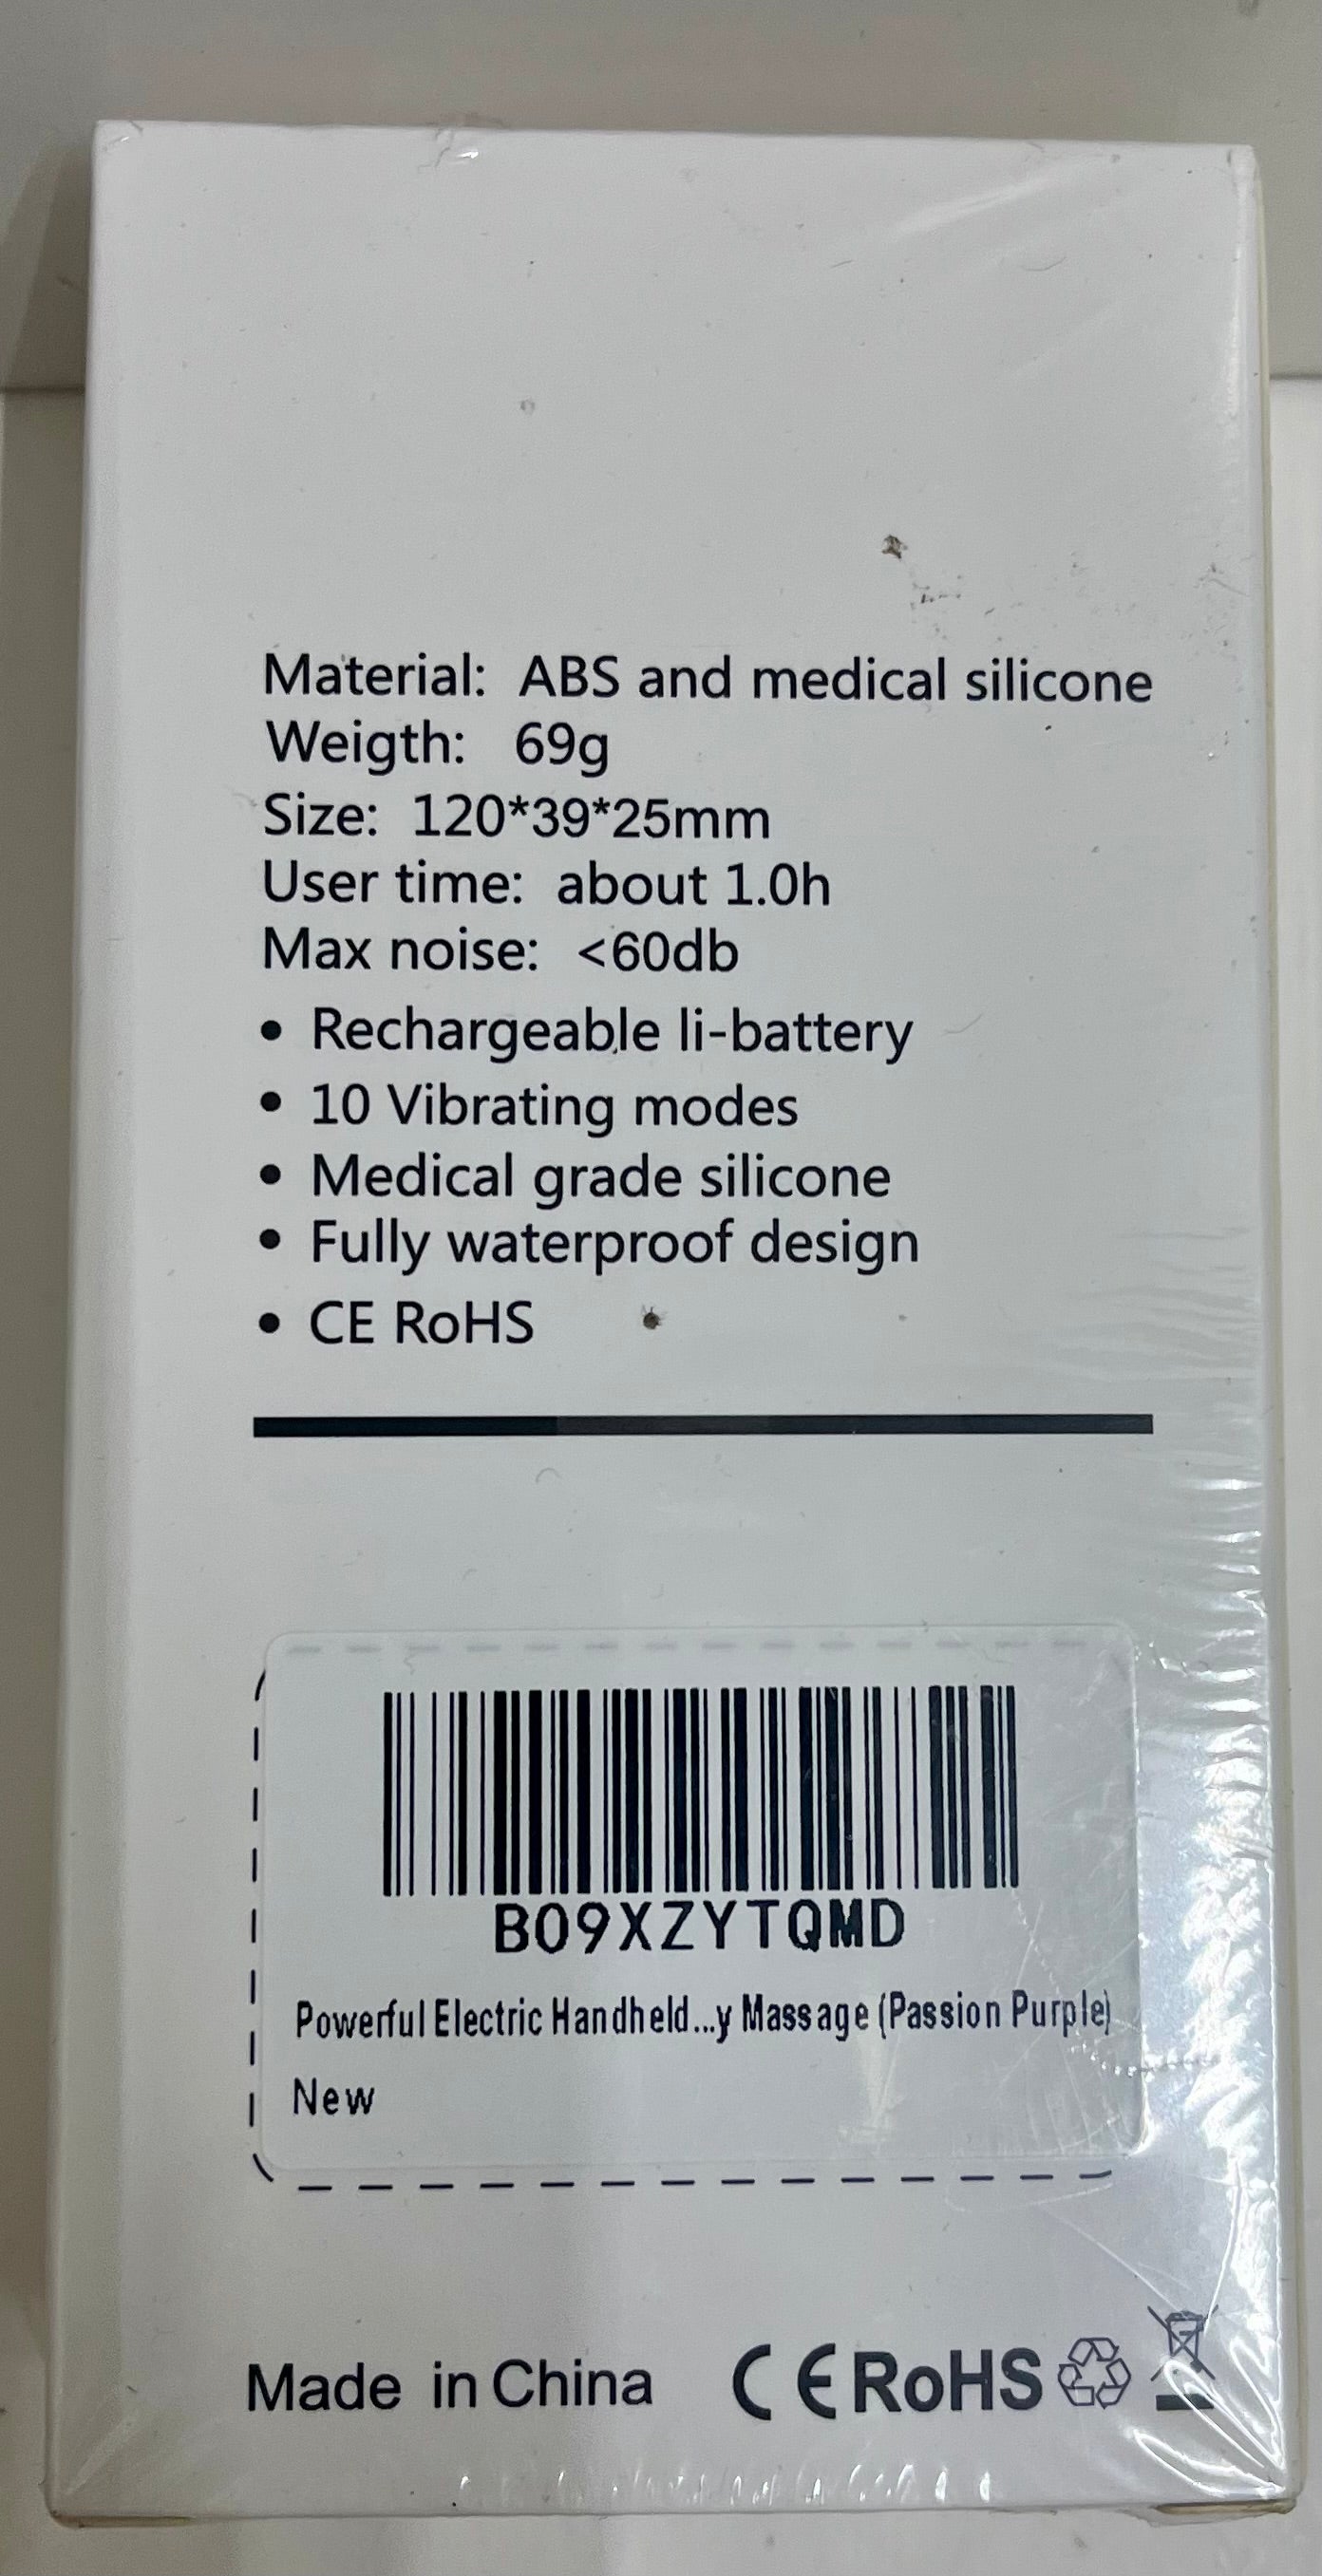 Material: ABS and medical silicone
Weigth: 69g
Size: 120*39*25mm
User time: about 1.0h
Max noise: <60db
• Rechargeable li-battery
• 10 Vibrating modes
• Medical grade silicone
• Fully waterproof design
• CE RoHS
B09XZYTQMD
Powerful Electric Handheld...y Massage (Passion Purple)
New
Made in China CE RoHS